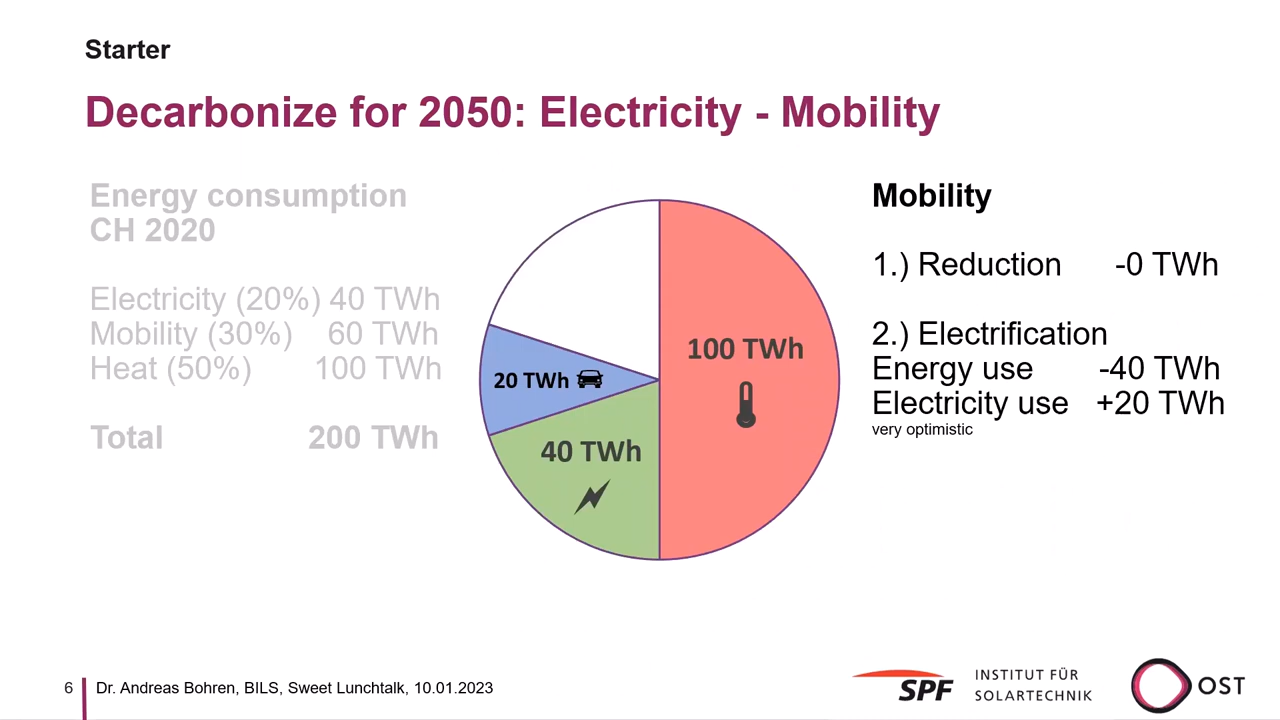 Starter
Decarbonize for 2050: Electricity - Mobility
Energy consumption
CH 2020
Electricity (20%) 40 TWh
Mobility (30%) 60 TWh
Heat (50%) 100 TWh
Total 200 TWh
100 TWh
20 TWh
40 TWh
Mobility
1.) Reduction -0 TWh
2.) Electrification
Energy use -40 TWh
Electricity use +20 TWh
very optimistic
6 Dr. Andreas Bohren, BILS, Sweet Lunchtalk, 10.01.2023
SPF
INSTITUT FÜR
SOLARTECHNIK
OST